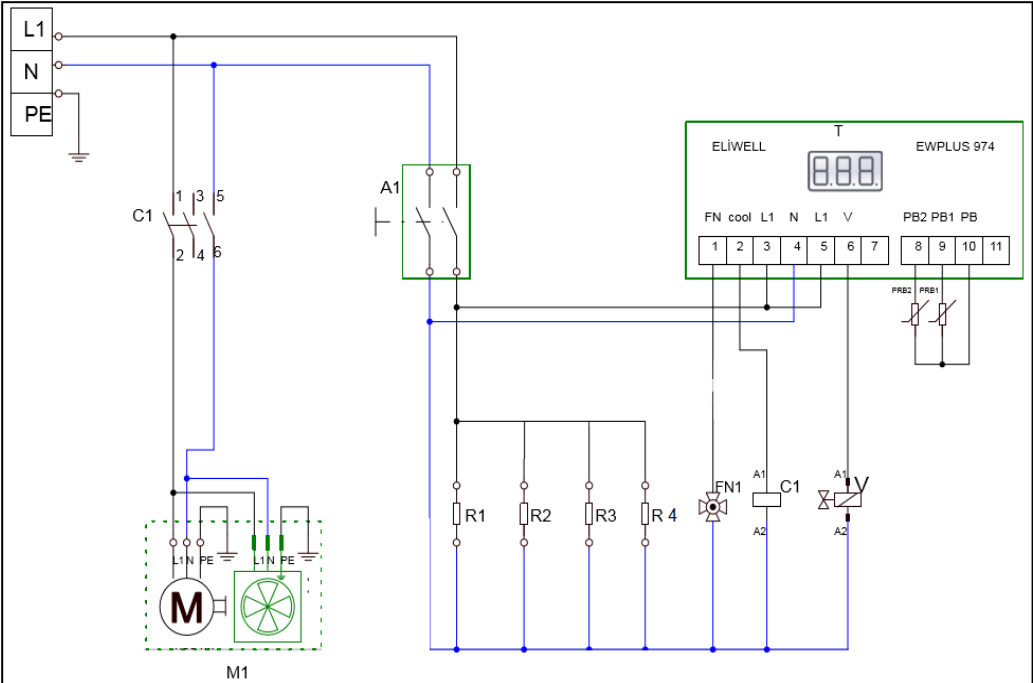 L1
N
PE
T
ELİWELL EWPLUS 974
A1
C1
1 3 5
2 4 6
FN cool L1 N L1 V PB2 PB1 PB
1 2 3 4 5 6 7 8 9 10 11
PRB2 PRB1
A1 A1
FN1 C1 V
R1 R2 R3 R 4
A2 A2
L1 N PE L1 N PE
M
M1